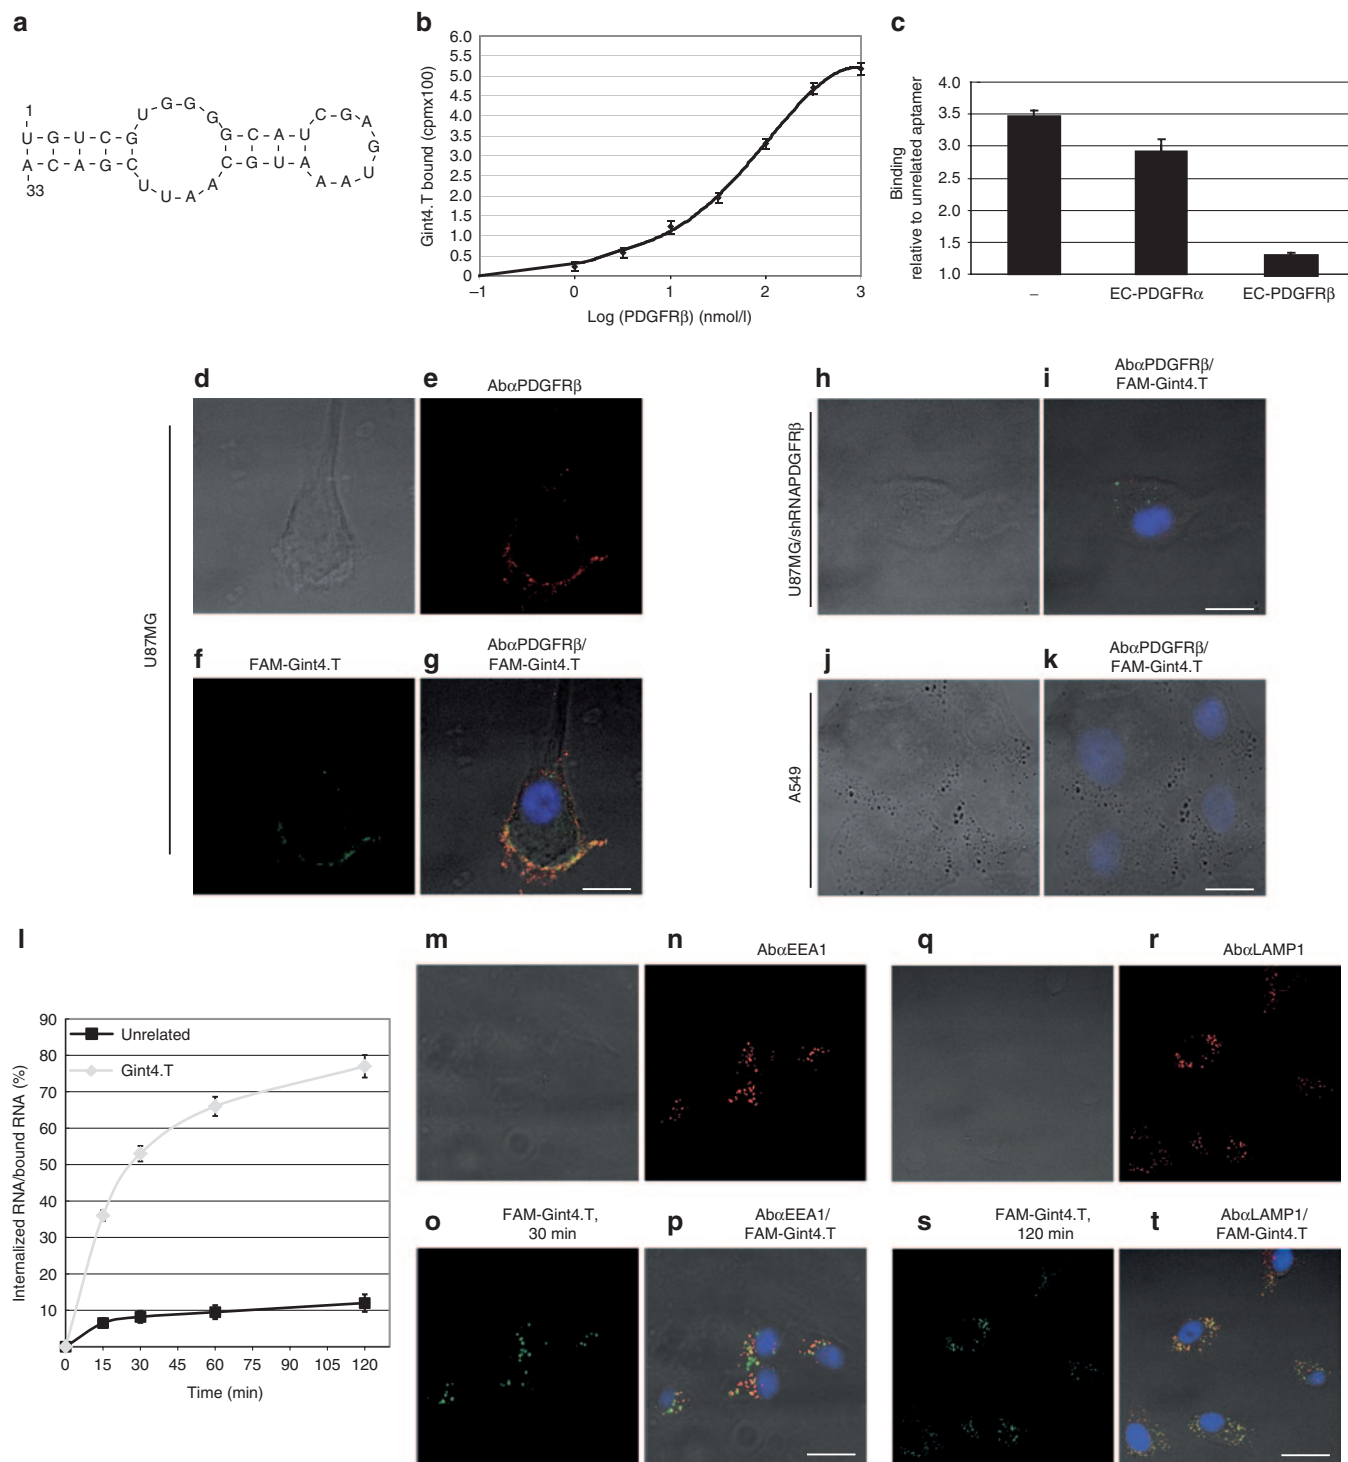 a
1
U-G-U-C-G
U-G-G-G
G-C-A-U
C-G-A
G
U
A-A
A-U-G-C
A
A-U-U
C-G-A-C-A
33
b
Gint4.T bound (cpmx100)
6.0
5.5
5.0
4.5
4.0
3.5
3.0
2.5
2.0
1.5
1.0
0.5
0
–1 0 1 2 3
Log (PDGFRβ) (nmol/l)
c
Binding
relative to unrelated aptamer
4.0
3.5
3.0
2.5
2.0
1.5
1.0
– EC-PDGFRα EC-PDGFRβ
U87MG
d
e
AbαPDGFRβ
f
FAM-Gint4.T
g
AbαPDGFRβ/
FAM-Gint4.T
U87MG/shRNAPDGFRβ
h
i
AbαPDGFRβ/
FAM-Gint4.T
A549
j
k
AbαPDGFRβ/
FAM-Gint4.T
l
Internalized RNA/bound RNA (%)
90
80
70
60
50
40
30
20
10
0 15 30 45 60 75 90 105 120
Time (min)
Unrelated
Gint4.T
m
n
AbαEEA1
o
FAM-Gint4.T,
30 min
p
AbαEEA1/
FAM-Gint4.T
q
r
AbαLAMP1
s
FAM-Gint4.T,
120 min
t
AbαLAMP1/
FAM-Gint4.T